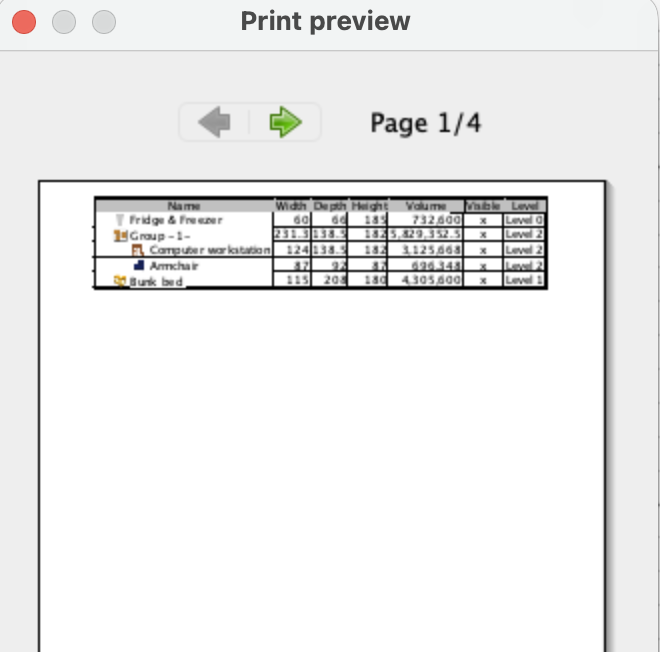 Print preview
Page 1/4
Name Width Depth Height Volume Visible Level
Fridge & Freezer 60 66 185 732,600 x Level 0
Group -1- 231.3 138.5 182 5,829,352.5 x Level 2
Computer workstation 124 138.5 182 3,125,668 x Level 2
Armchair 87 92 87 696,348 x Level 2
Bunk bed 115 208 180 4,305,600 x Level 1